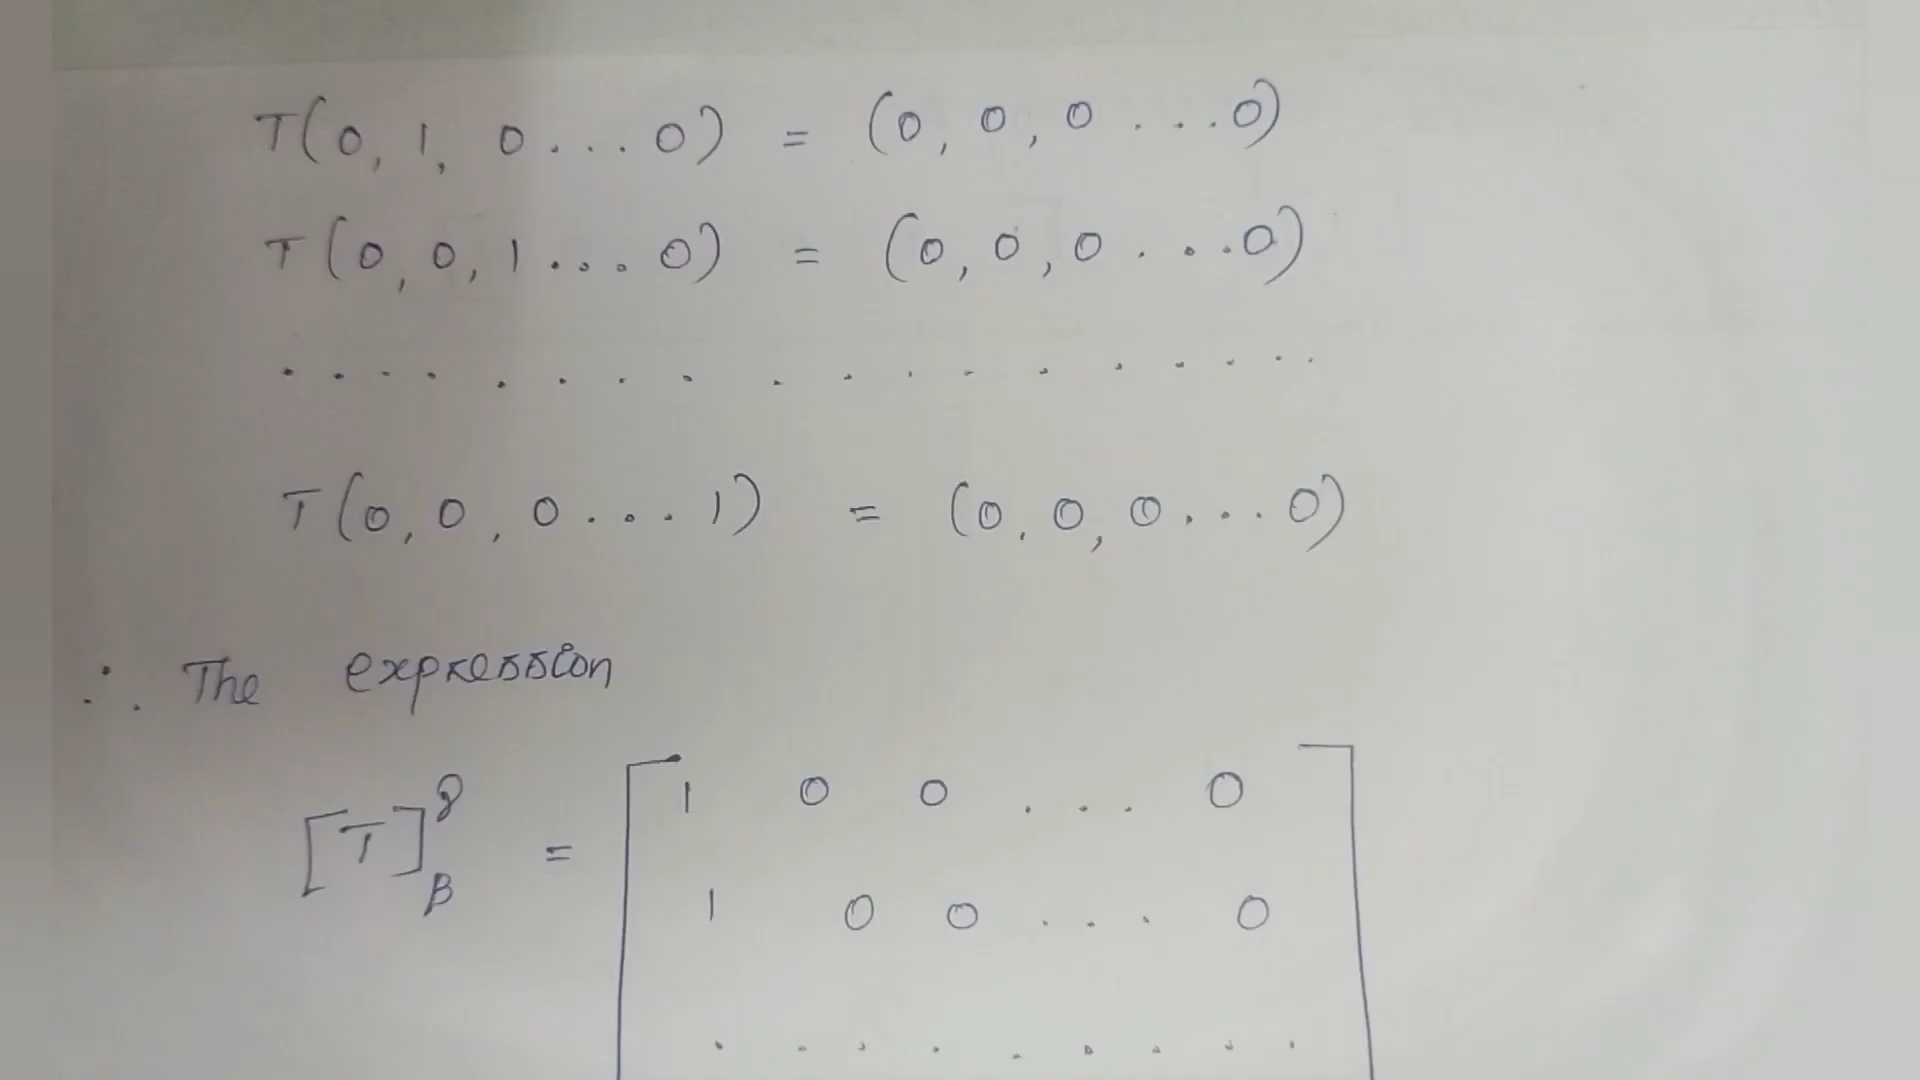 T(0, 1, 0 . . . 0) = (0, 0, 0 . . . 0)
T(0, 0, 1 . . . 0) = (0, 0, 0 . . . 0)
. . . . . . . . . . . . . . . . . .
T(0, 0, 0 . . . 1) = (0, 0, 0 . . . 0)
∴ The expression
[T]_β^γ = [ 1 0 0 . . . 0 ]
1 0 0 . . . 0
. . . . . . . . .